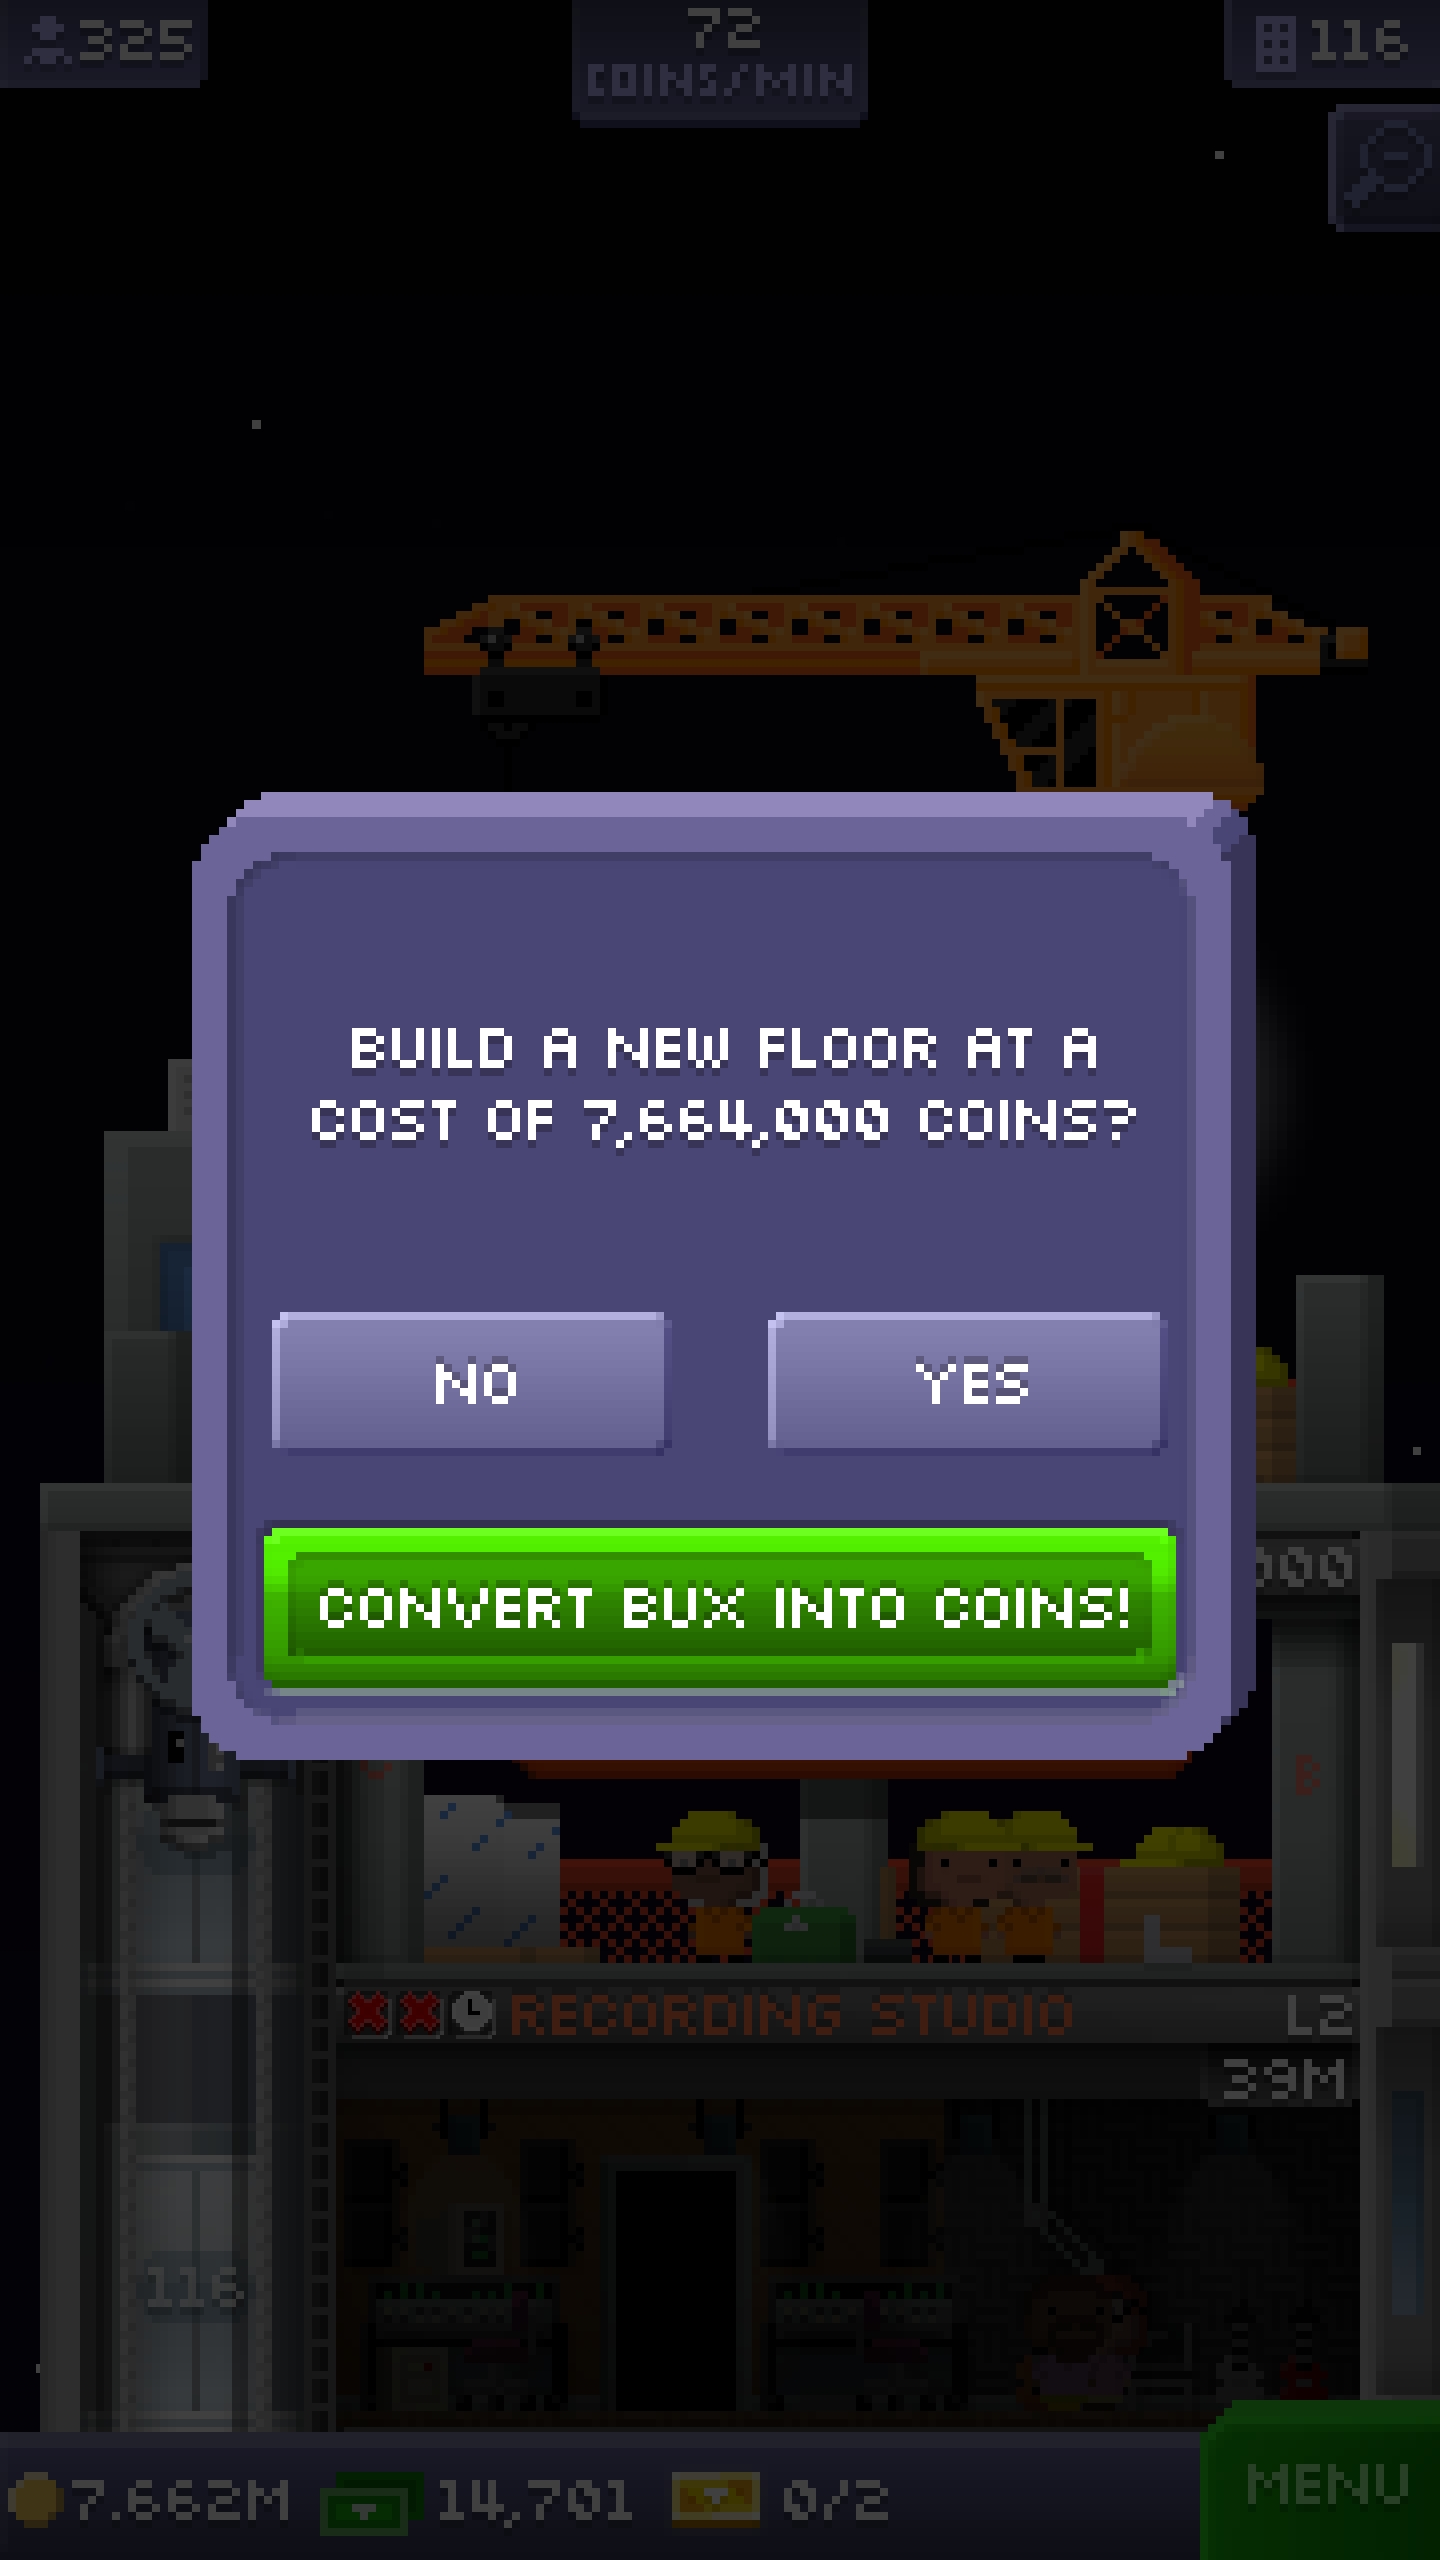 325
72
COINS/MIN
116
BUILD A NEW FLOOR AT A
COST OF 7,664,000 COINS?
NO
YES
CONVERT BUX INTO COINS!
000
B
L
RECORDING STUDIO
L2
39M
116
7.662M
14,701
0/2
MENU